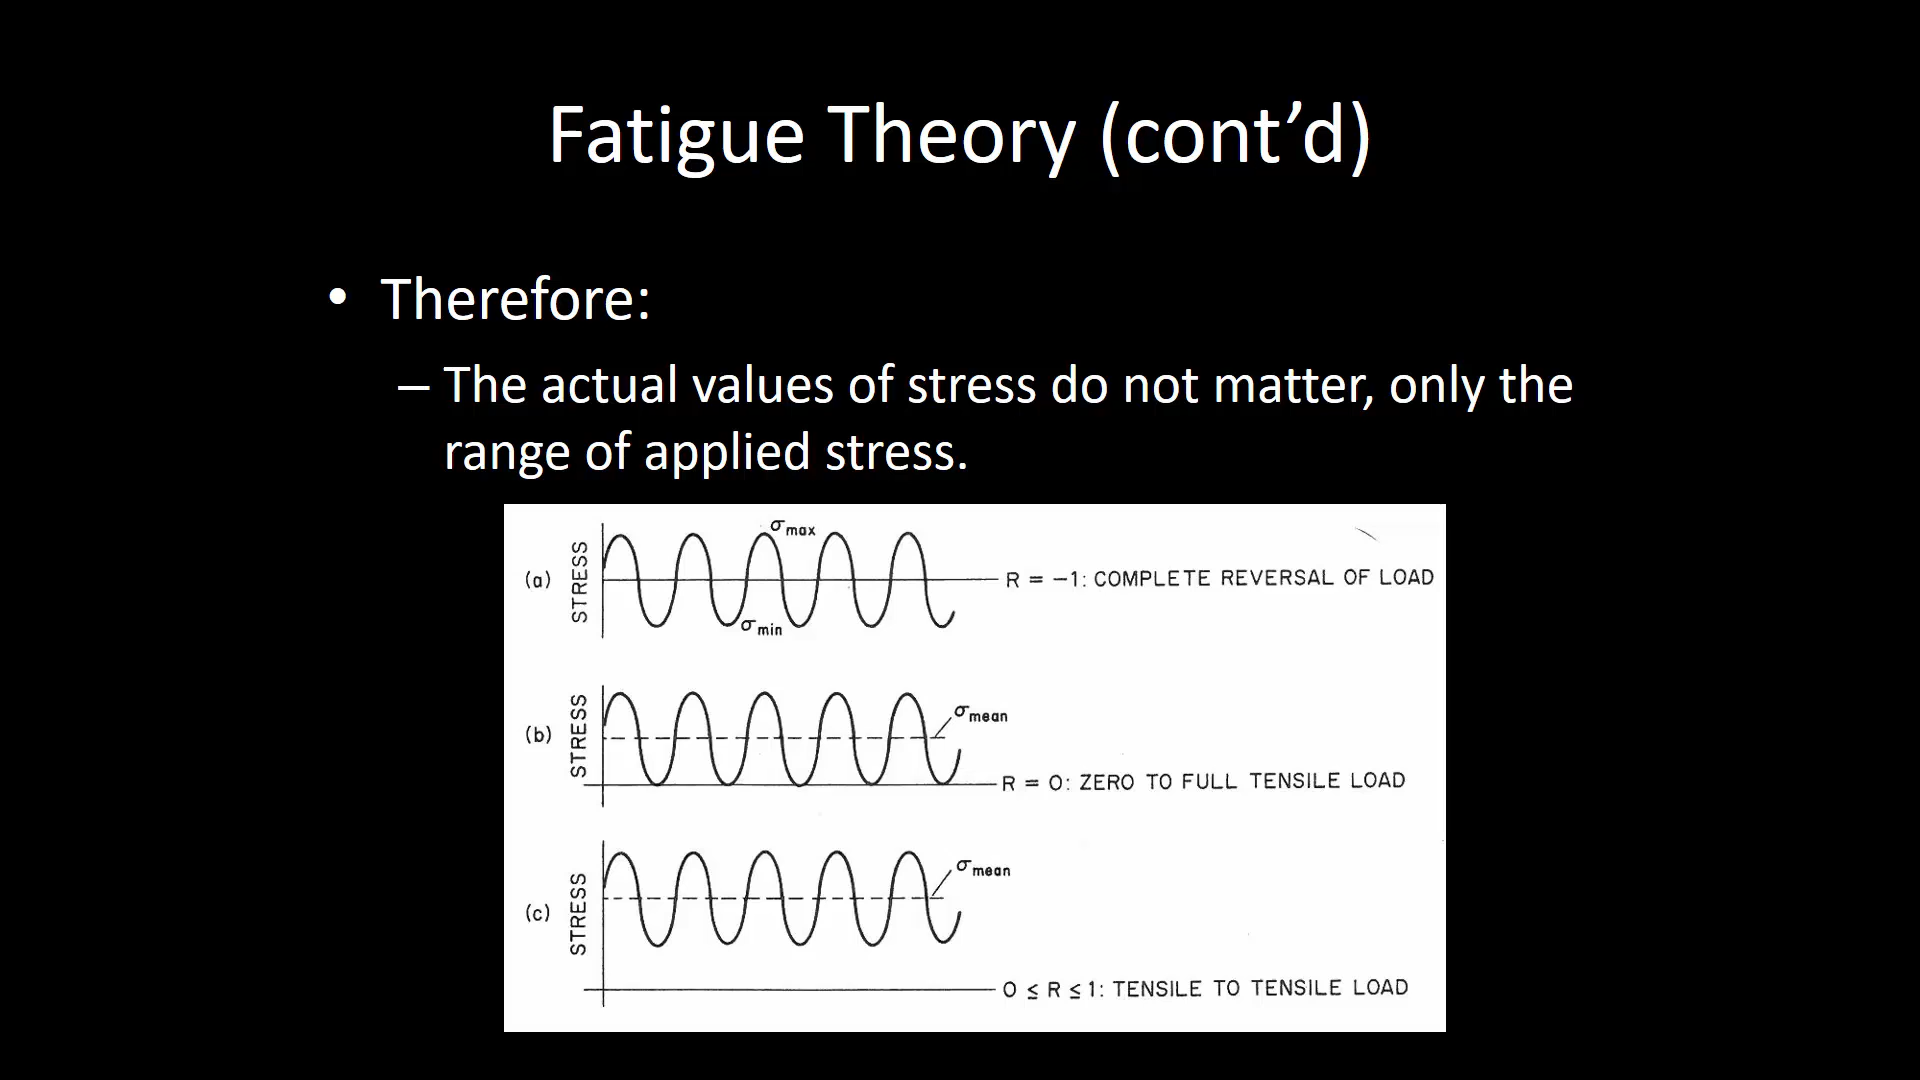 Fatigue Theory (cont’d)
• Therefore:
– The actual values of stress do not matter, only the
range of applied stress.
(a) STRESS σmax σmin R = −1: COMPLETE REVERSAL OF LOAD
(b) STRESS σmean R = 0: ZERO TO FULL TENSILE LOAD
(c) STRESS σmean 0 ≤ R ≤ 1: TENSILE TO TENSILE LOAD